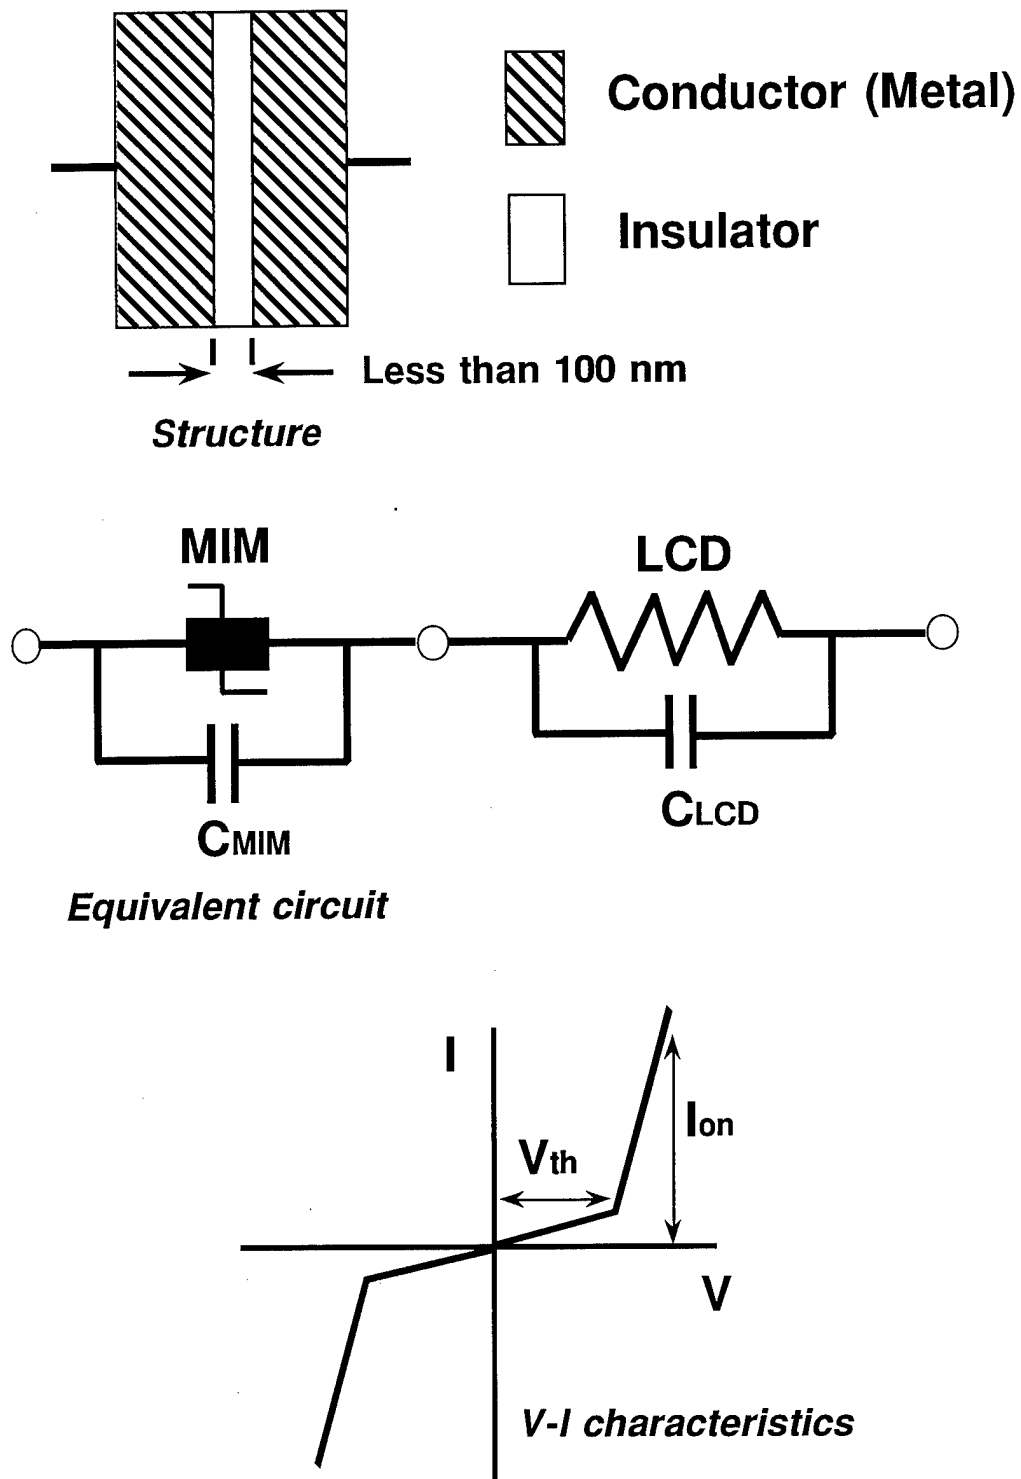 Conductor (Metal)
Insulator
Less than 100 nm
Structure
MIM
LCD
CMIM
CLCD
Equivalent circuit
I
Ion
Vth
V
V-I characteristics